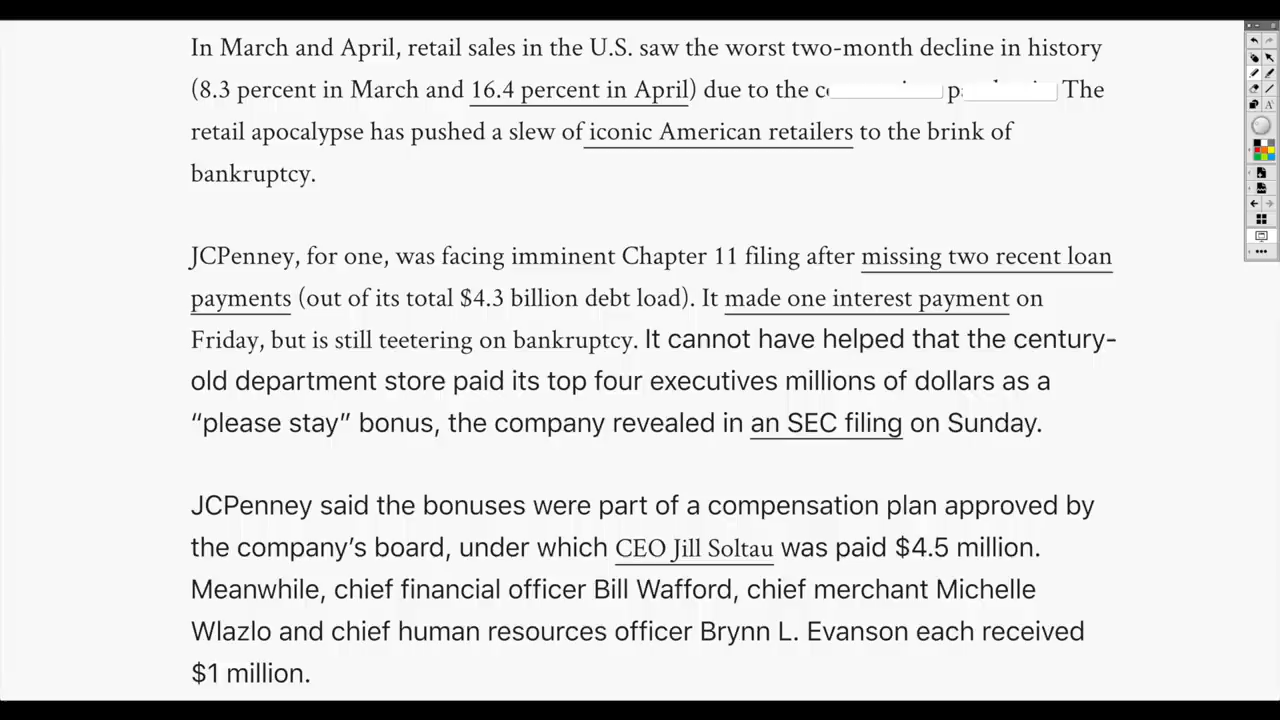 In March and April, retail sales in the U.S. saw the worst two-month decline in history
(8.3 percent in March and 16.4 percent in April) due to the The
retail apocalypse has pushed a slew of iconic American retailers to the brink of
bankruptcy.
JCPenney, for one, was facing imminent Chapter 11 filing after missing two recent loan
payments (out of its total $4.3 billion debt load). It made one interest payment on
Friday, but is still teetering on bankruptcy. It cannot have helped that the century-
old department store paid its top four executives millions of dollars as a
“please stay” bonus, the company revealed in an SEC filing on Sunday.
JCPenney said the bonuses were part of a compensation plan approved by
the company’s board, under which CEO Jill Soltau was paid $4.5 million.
Meanwhile, chief financial officer Bill Wafford, chief merchant Michelle
Wlazlo and chief human resources officer Brynn L. Evanson each received
$1 million.